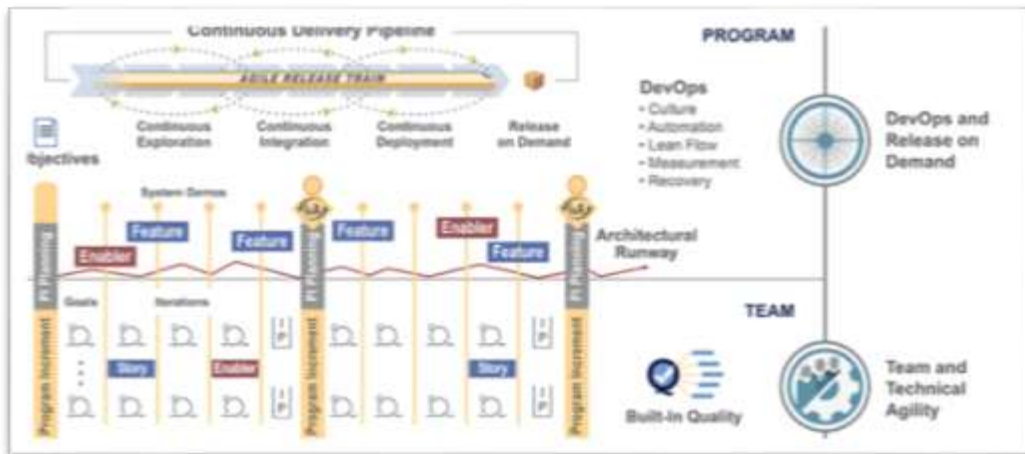 Continuous Delivery Pipeline
AGILE RELEASE TRAIN
Continuous
Exploration
Continuous
Integration
Continuous
Deployment
Release
on Demand
bjectives
System Demos
Feature
Enabler
Feature
Feature
Enabler
Feature
Architectural
Runway
PI Planning
PI Planning
PI Planning
Goals
Iterations
Story
Enabler
Story
Program Increment
Program Increment
Program Increment
PROGRAM
DevOps
• Culture
• Automation
• Lean Flow
• Measurement
• Recovery
DevOps and
Release on
Demand
TEAM
Built-In Quality
Team and
Technical
Agility